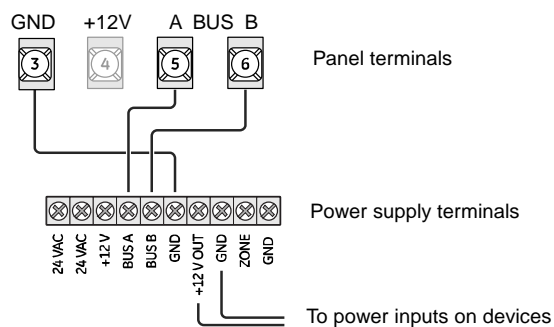 GND +12V A BUS B
3 4 5 6
Panel terminals
Power supply terminals
24 VAC
24 VAC
+12 V
BUS A
BUS B
GND
+12 V OUT
GND
ZONE
GND
To power inputs on devices